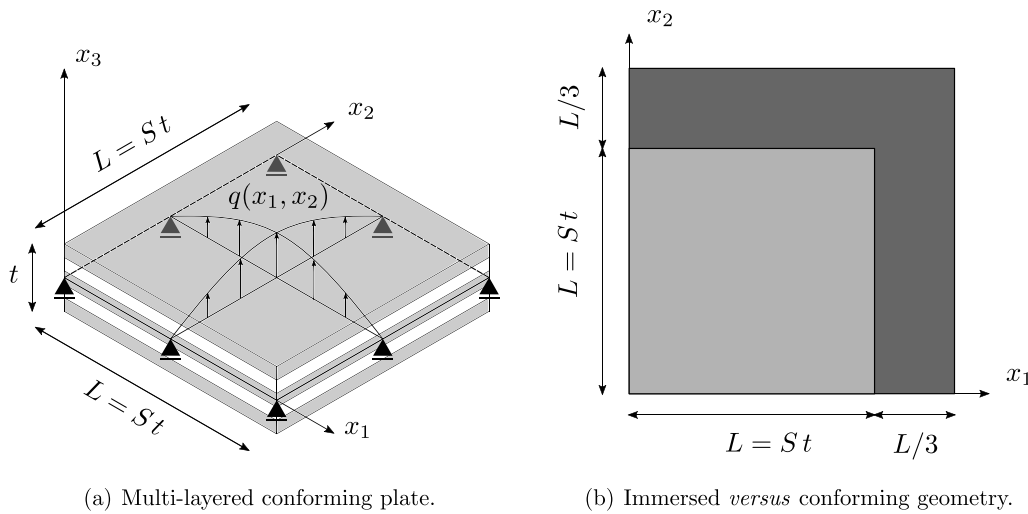 x₃
L = S t
x₂
q(x₁, x₂)
t
L = S t
x₁
(a) Multi-layered conforming plate.
x₂
L/3
L = S t
x₁
L = S t
L/3
(b) Immersed versus conforming geometry.